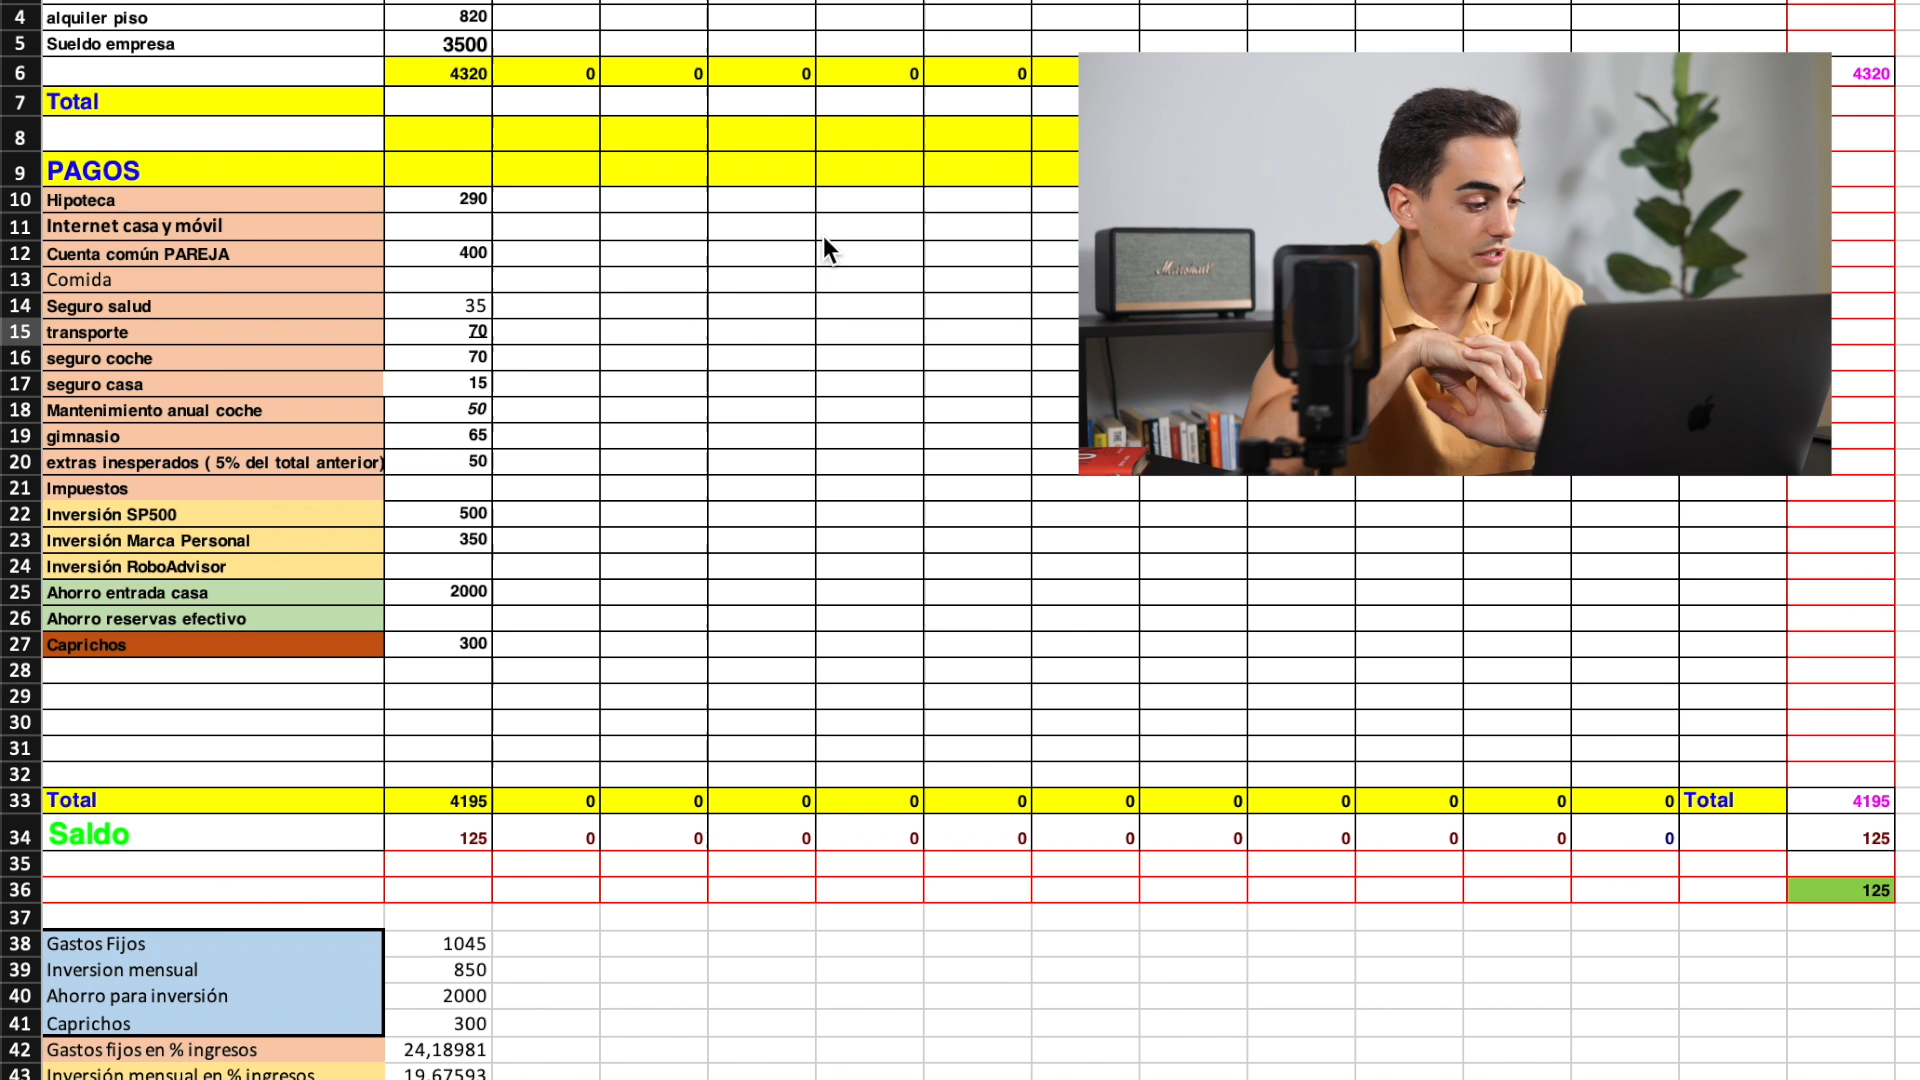 4 alquiler piso 820
5 Sueldo empresa 3500
6 4320 0 0 0 0 0 4320
7 Total
8
9 PAGOS
10 Hipoteca 290
11 Internet casa y móvil
12 Cuenta común PAREJA 400
13 Comida
14 Seguro salud 35
15 transporte 70
16 seguro coche 70
17 seguro casa 15
18 Mantenimiento anual coche 50
19 gimnasio 65
20 extras inesperados ( 5% del total anterior) 50
21 Impuestos
22 Inversión SP500 500
23 Inversión Marca Personal 350
24 Inversión RoboAdvisor
25 Ahorro entrada casa 2000
26 Ahorro reservas efectivo
27 Caprichos 300
28
29
30
31
32
33 Total 4195 0 0 0 0 0 0 0 0 0 0 0 Total 4195
34 Saldo 125 0 0 0 0 0 0 0 0 0 0 0 125
35
36 125
37
38 Gastos Fijos 1045
39 Inversion mensual 850
40 Ahorro para inversión 2000
41 Caprichos 300
42 Gastos fijos en % ingresos 24,18981
43 Inversión mensual en % ingresos 19,67593
Marshall